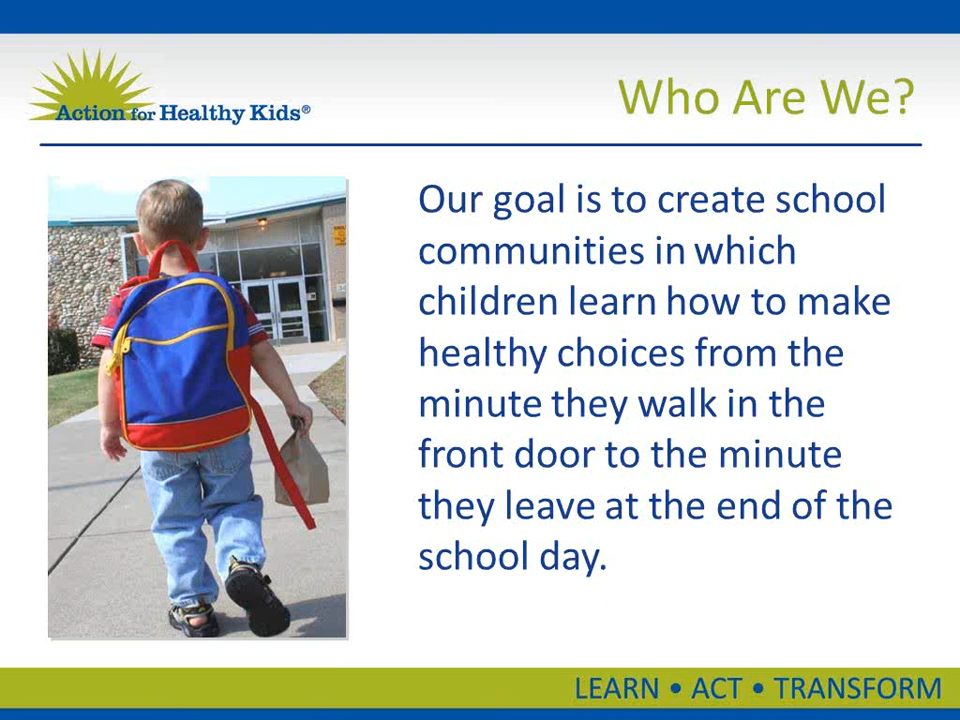 Action for Healthy Kids®
Who Are We?
Our goal is to create school
communities in which
children learn how to make
healthy choices from the
minute they walk in the
front door to the minute
they leave at the end of the
school day.
LEARN • ACT • TRANSFORM